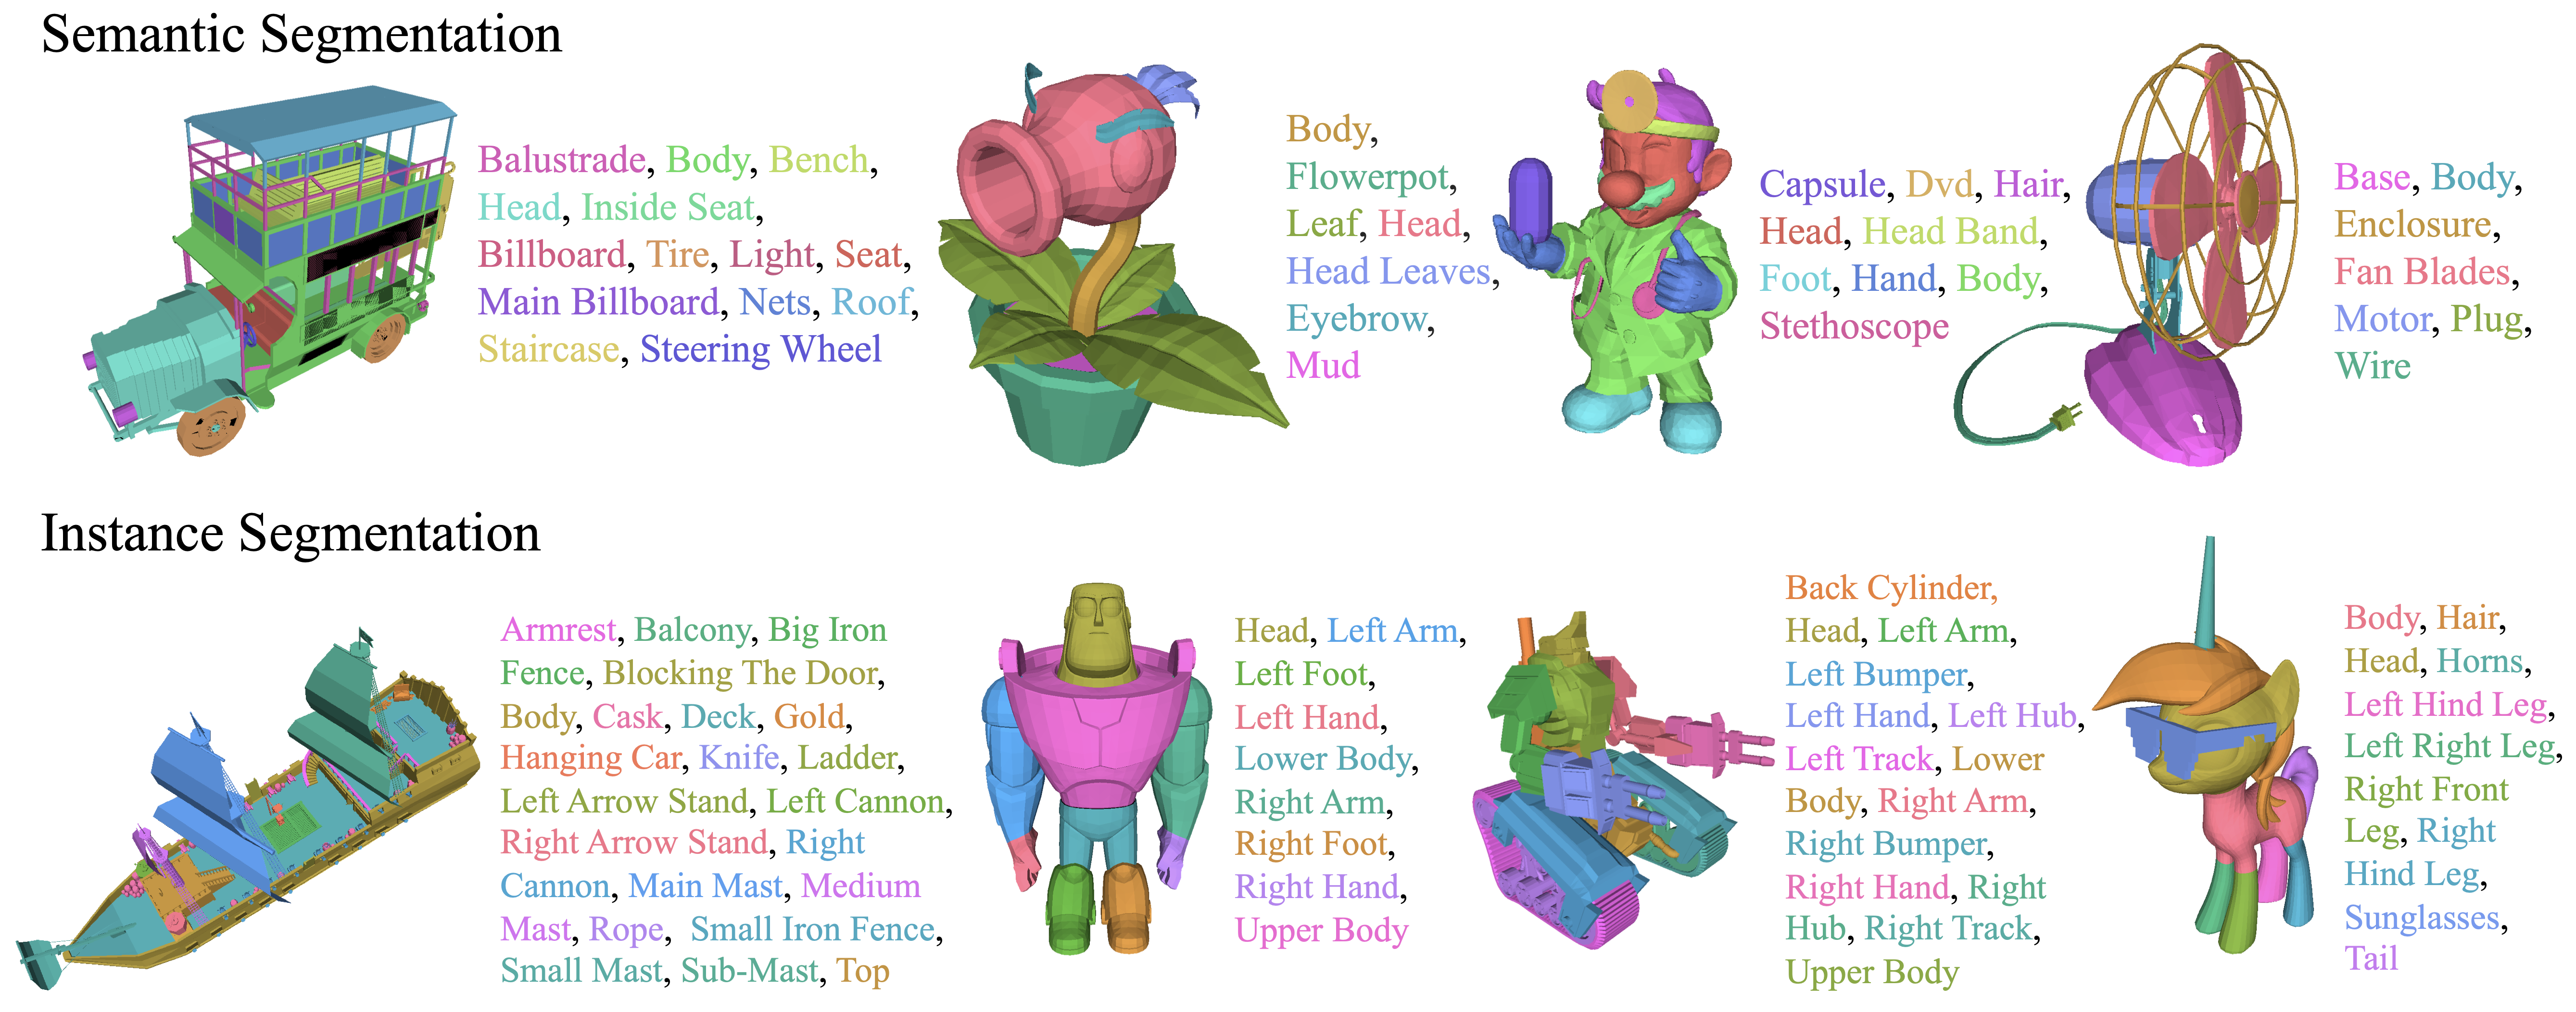 Semantic Segmentation
Balustrade, Body, Bench,
Head, Inside Seat,
Billboard, Tire, Light, Seat,
Main Billboard, Nets, Roof,
Staircase, Steering Wheel
Body,
Flowerpot,
Leaf, Head,
Head Leaves,
Eyebrow,
Mud
Capsule, Dvd, Hair,
Head, Head Band,
Foot, Hand, Body,
Stethoscope
Base, Body,
Enclosure,
Fan Blades,
Motor, Plug,
Wire
Instance Segmentation
Armrest, Balcony, Big Iron
Fence, Blocking The Door,
Body, Cask, Deck, Gold,
Hanging Car, Knife, Ladder,
Left Arrow Stand, Left Cannon,
Right Arrow Stand, Right
Cannon, Main Mast, Medium
Mast, Rope, Small Iron Fence,
Small Mast, Sub-Mast, Top
Head, Left Arm,
Left Foot,
Left Hand,
Lower Body,
Right Arm,
Right Foot,
Right Hand,
Upper Body
Back Cylinder,
Head, Left Arm,
Left Bumper,
Left Hand, Left Hub,
Left Track, Lower
Body, Right Arm,
Right Bumper,
Right Hand, Right
Hub, Right Track,
Upper Body
Body, Hair,
Head, Horns,
Left Hind Leg,
Left Right Leg,
Right Front
Leg, Right
Hind Leg,
Sunglasses,
Tail